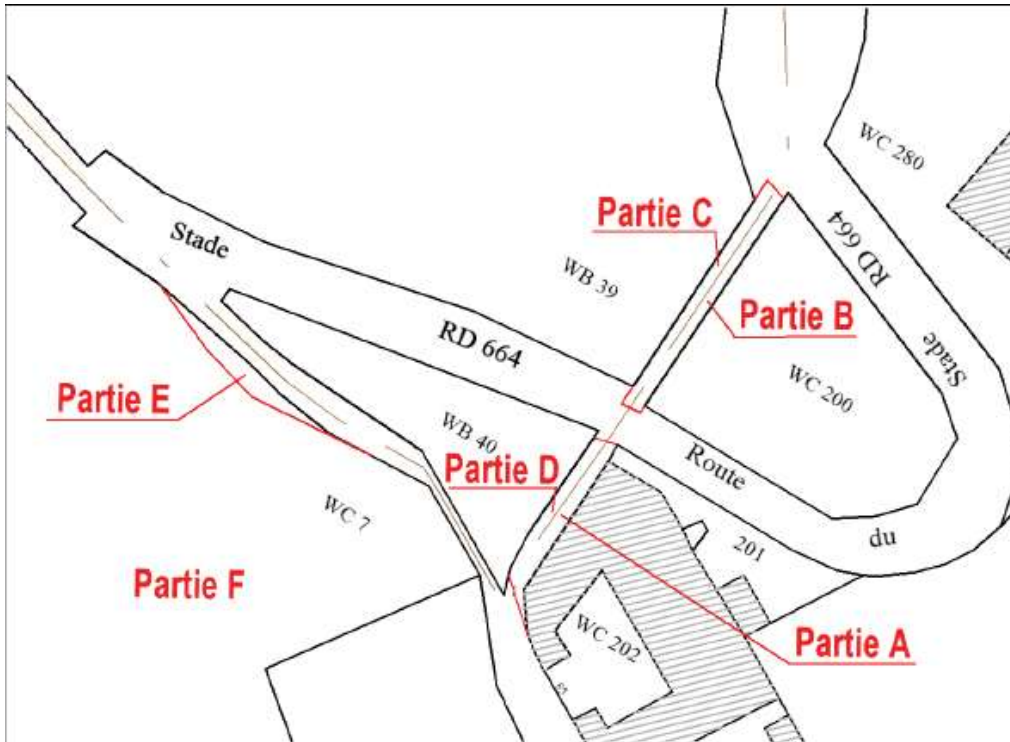 WC 280
Partie C
Stade
RD 664
WB 39
Partie B
RD 664
Stade
WC 200
Partie E
WB 40
Route
Partie D
WC 7
201
du
Partie F
WC 202
Partie A